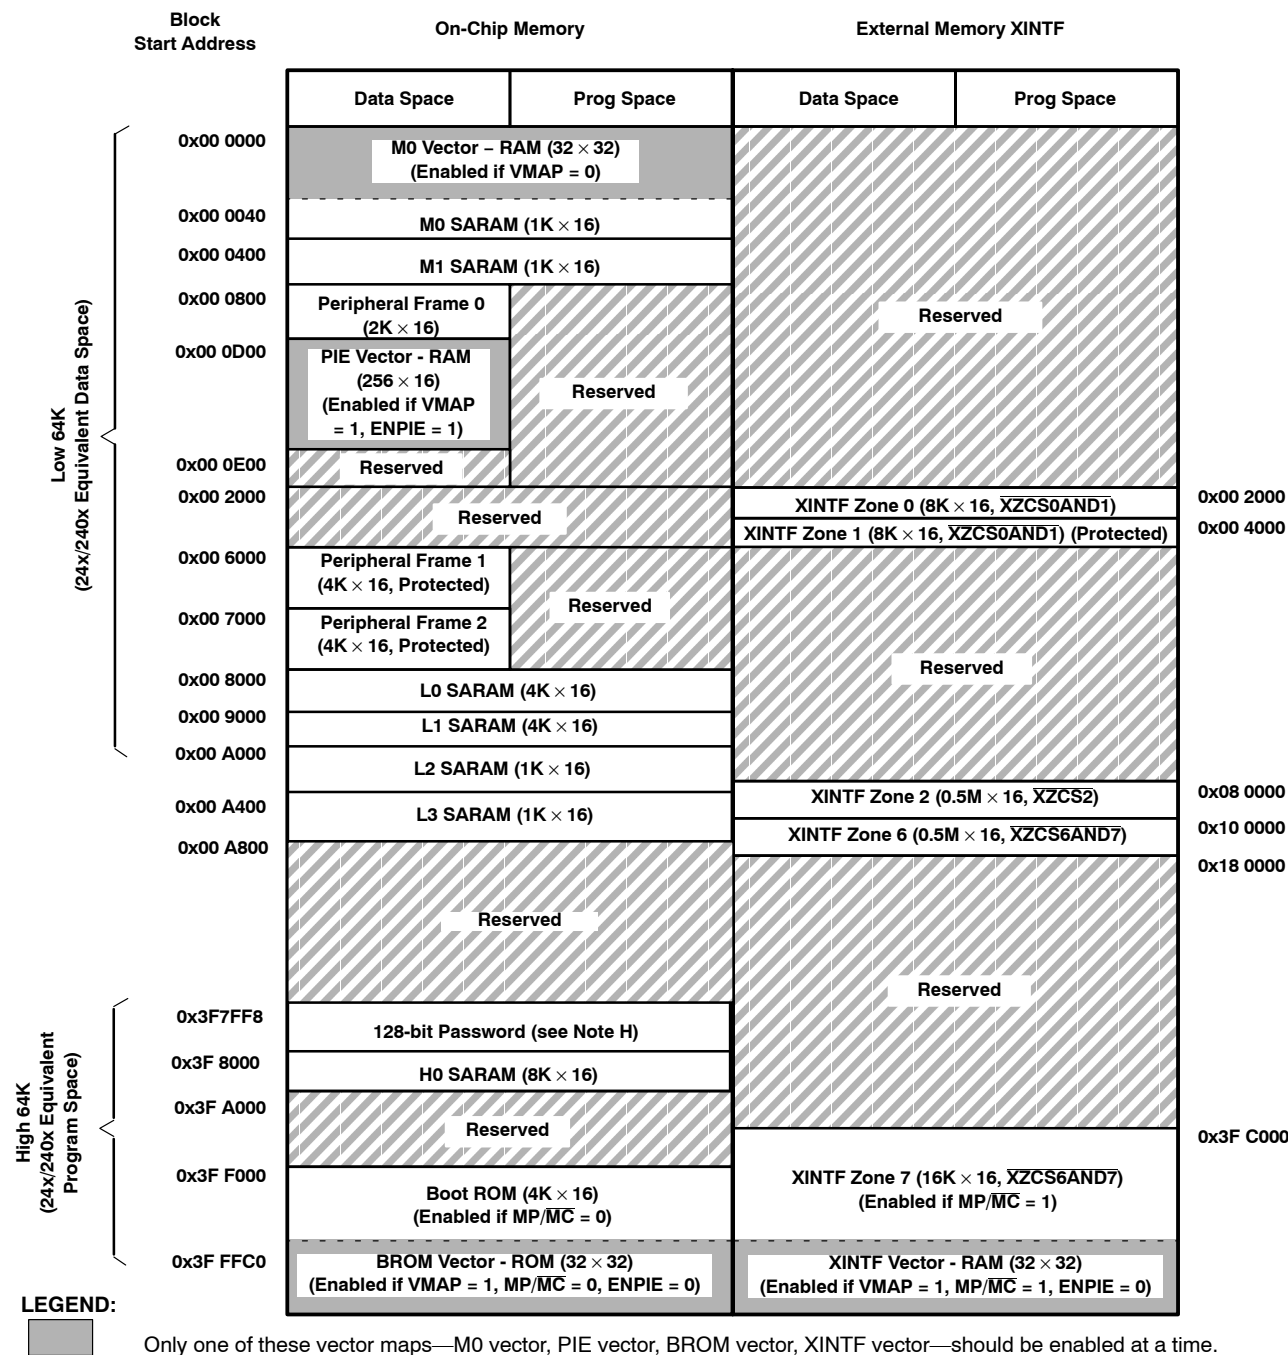 Block
Start Address
On-Chip Memory
External Memory XINTF
Data Space
Prog Space
Data Space
Prog Space
Low 64K
(24x/240x Equivalent Data Space)
0x00 0000
M0 Vector – RAM (32 × 32)
(Enabled if VMAP = 0)
0x00 0040
M0 SARAM (1K × 16)
0x00 0400
M1 SARAM (1K × 16)
0x00 0800
Peripheral Frame 0
(2K × 16)
0x00 0D00
PIE Vector - RAM
(256 × 16)
(Enabled if VMAP
= 1, ENPIE = 1)
Reserved
Reserved
0x00 0E00
Reserved
0x00 2000
Reserved
XINTF Zone 0 (8K × 16, XZCS0AND1)
0x00 2000
XINTF Zone 1 (8K × 16, XZCS0AND1) (Protected)
0x00 4000
0x00 6000
Peripheral Frame 1
(4K × 16, Protected)
Reserved
0x00 7000
Peripheral Frame 2
(4K × 16, Protected)
Reserved
0x00 8000
L0 SARAM (4K × 16)
0x00 9000
L1 SARAM (4K × 16)
0x00 A000
L2 SARAM (1K × 16)
XINTF Zone 2 (0.5M × 16, XZCS2)
0x08 0000
0x00 A400
L3 SARAM (1K × 16)
XINTF Zone 6 (0.5M × 16, XZCS6AND7)
0x10 0000
0x00 A800
0x18 0000
Reserved
Reserved
High 64K
(24x/240x Equivalent
Program Space)
0x3F7FF8
128-bit Password (see Note H)
0x3F 8000
H0 SARAM (8K × 16)
0x3F A000
Reserved
0x3F C000
0x3F F000
Boot ROM (4K × 16)
(Enabled if MP/MC = 0)
XINTF Zone 7 (16K × 16, XZCS6AND7)
(Enabled if MP/MC = 1)
0x3F FFC0
BROM Vector - ROM (32 × 32)
(Enabled if VMAP = 1, MP/MC = 0, ENPIE = 0)
XINTF Vector - RAM (32 × 32)
(Enabled if VMAP = 1, MP/MC = 1, ENPIE = 0)
LEGEND:
Only one of these vector maps—M0 vector, PIE vector, BROM vector, XINTF vector—should be enabled at a time.